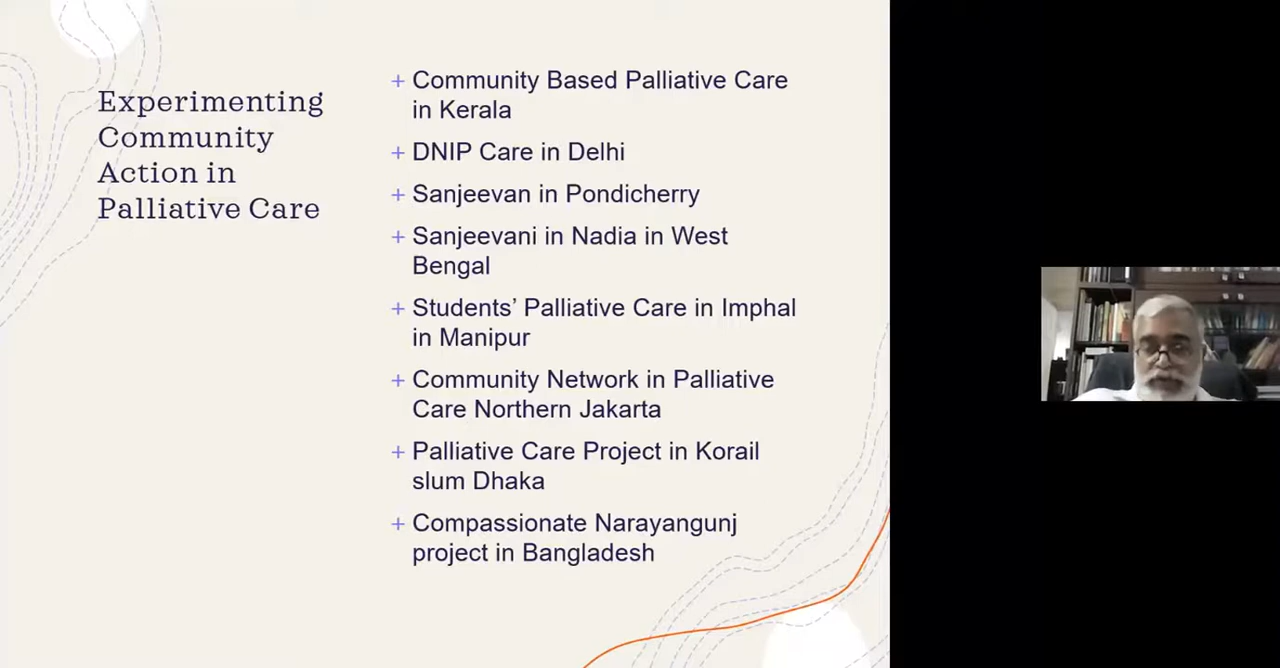 Experimenting
Community
Action in
Palliative Care
+ Community Based Palliative Care
in Kerala
+ DNIP Care in Delhi
+ Sanjeevan in Pondicherry
+ Sanjeevani in Nadia in West
Bengal
+ Students’ Palliative Care in Imphal
in Manipur
+ Community Network in Palliative
Care Northern Jakarta
+ Palliative Care Project in Korail
slum Dhaka
+ Compassionate Narayangunj
project in Bangladesh